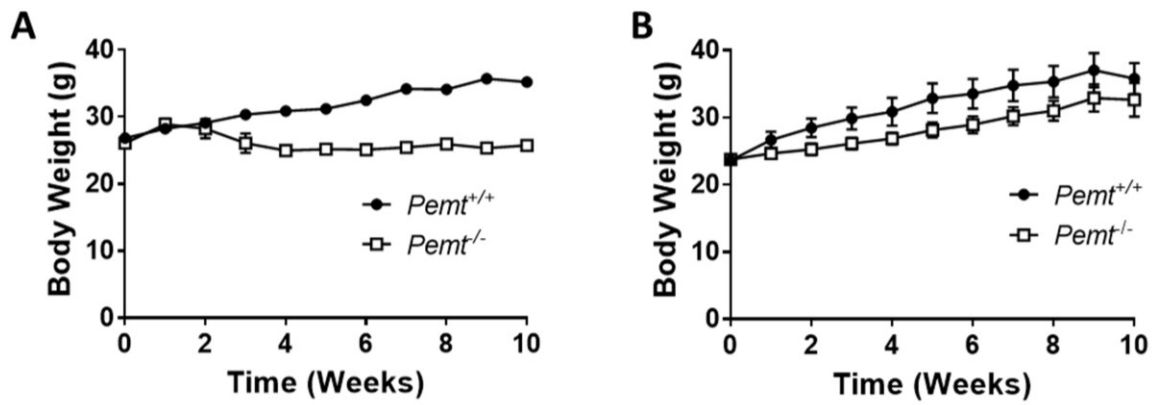 A
Body Weight (g)
40
30
20
10
0
Pemt+/+
Pemt-/-
0 2 4 6 8 10
Time (Weeks)
B
Body Weight (g)
40
30
20
10
0
Pemt+/+
Pemt-/-
0 2 4 6 8 10
Time (Weeks)